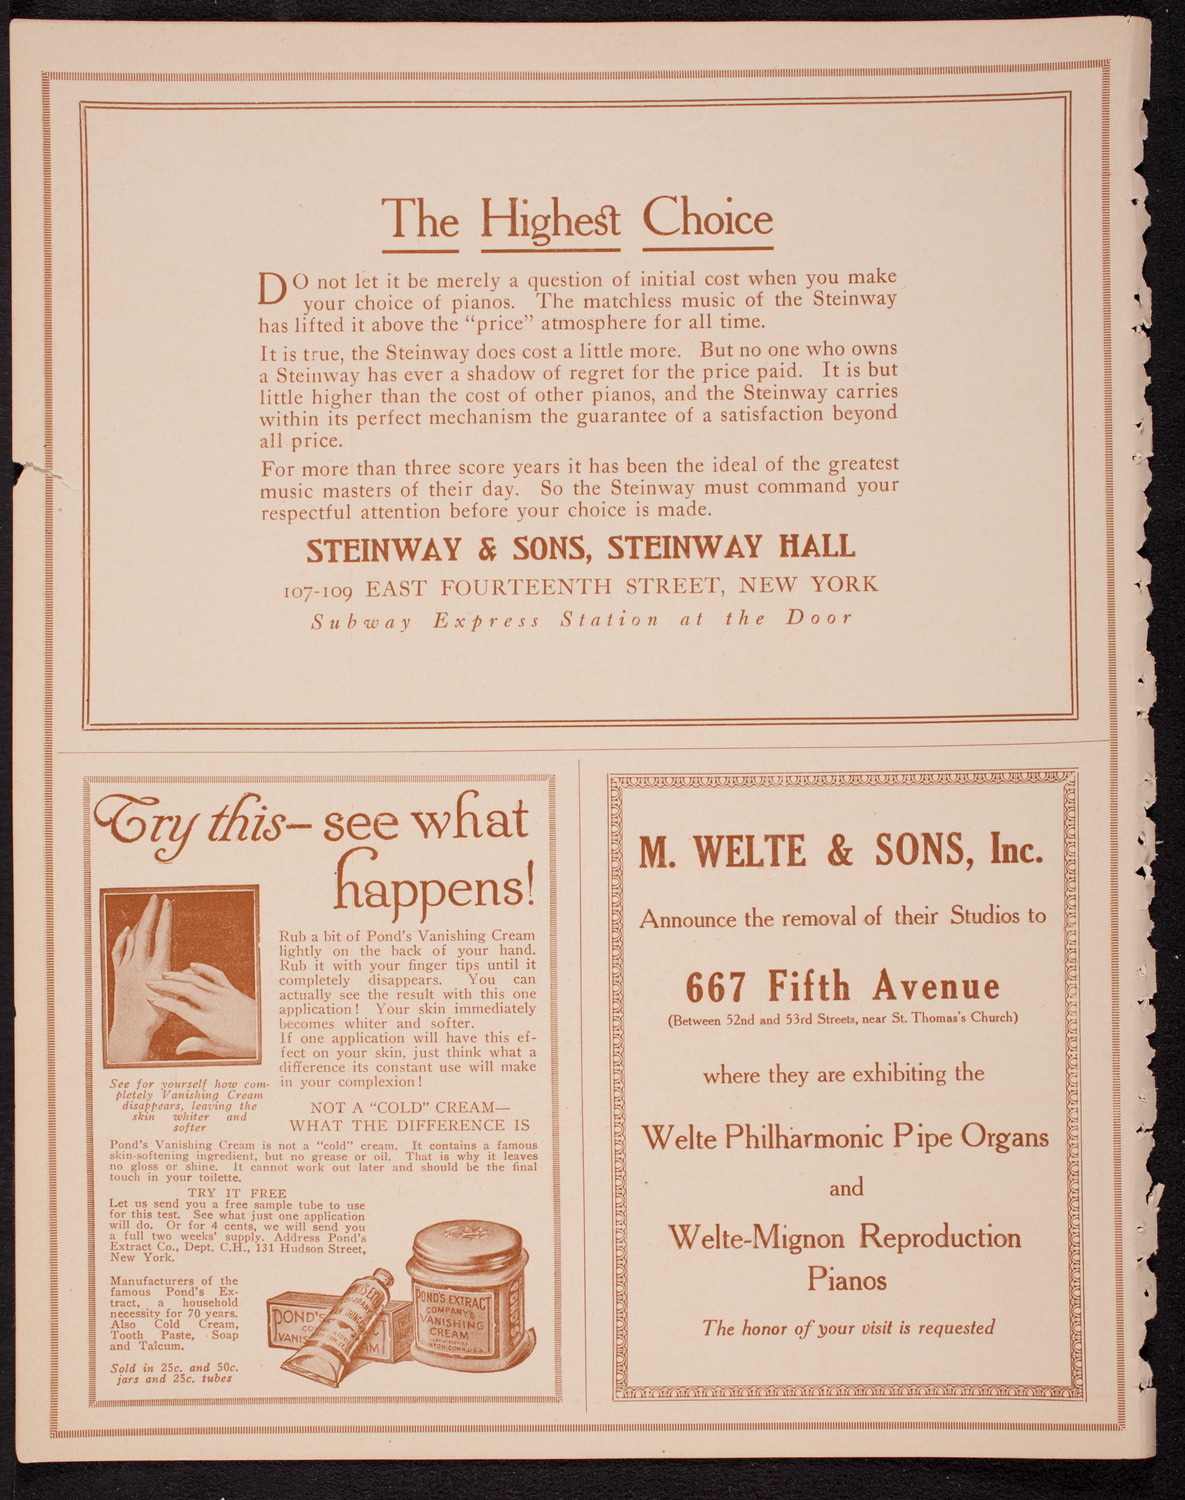 The Highest Choice
DO not let it be merely a question of initial cost when you make
your choice of pianos. The matchless music of the Steinway
has lifted it above the “price” atmosphere for all time.
It is true, the Steinway does cost a little more. But no one who owns
a Steinway has ever a shadow of regret for the price paid. It is but
little higher than the cost of other pianos, and the Steinway carries
within its perfect mechanism the guarantee of a satisfaction beyond
all price.
For more than three score years it has been the ideal of the greatest
music masters of their day. So the Steinway must command your
respectful attention before your choice is made.
STEINWAY & SONS, STEINWAY HALL
107-109 EAST FOURTEENTH STREET, NEW YORK
Subway Express Station at the Door
Try this—see what
happens!
Rub a bit of Pond's Vanishing Cream
lightly on the back of your hand.
Rub it with your finger tips until it
completely disappears. You can
actually see the result with this one
application! Your skin immediately
becomes whiter and softer.
If one application will have this ef-
fect on your skin, just think what a
difference its constant use will make
in your complexion!
See for yourself how com-
pletely Vanishing Cream
disappears, leaving the
skin whiter and
softer
NOT A “COLD” CREAM—
WHAT THE DIFFERENCE IS
Pond's Vanishing Cream is not a “cold” cream. It contains a famous
skin-softening ingredient, but no grease or oil. That is why it leaves
no gloss or shine. It cannot work out later and should be the final
touch in your toilette.
TRY IT FREE
Let us send you a free sample tube to use
for this test. See what just one application
will do. Or for 4 cents, we will send you
a full two weeks' supply. Address Pond's
Extract Co., Dept. C.H., 131 Hudson Street,
New York.
Manufacturers of the
famous Pond's Ex-
tract, a household
necessity for 70 years.
Also Cold Cream,
Tooth Paste, Soap
and Talcum.
Sold in 25c. and 50c.
jars and 25c. tubes
POND'S
VANIS
AM
POND'S EXTRACT
COMPANY'S
VANISHING
CREAM
M. WELTE & SONS, Inc.
Announce the removal of their Studios to
667 Fifth Avenue
(Between 52nd and 53rd Streets, near St. Thomas's Church)
where they are exhibiting the
Welte Philharmonic Pipe Organs
and
Welte-Mignon Reproduction
Pianos
The honor of your visit is requested